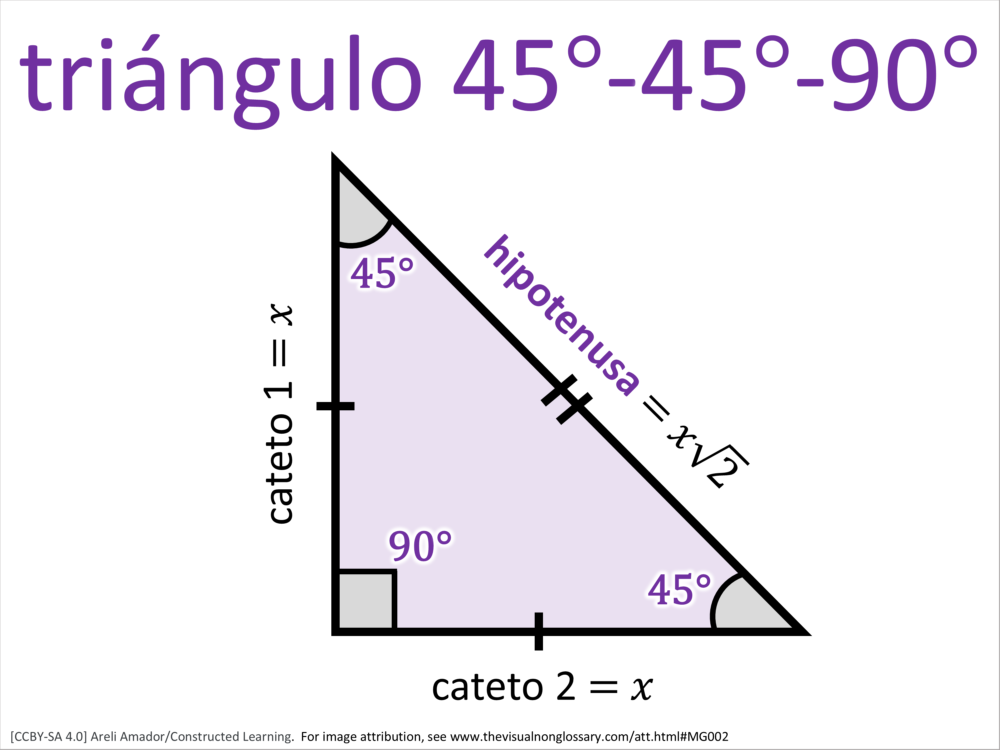 triángulo 45°-45° -90°
45°
hipotenusa = x√2
cateto 1 = x
90°
45°
cateto 2 = x
[CCBY-SA 4.0] Areli Amador/Constructed Learning.  For image attribution, see www.thevisualnonglossary.com/att.html#MG002